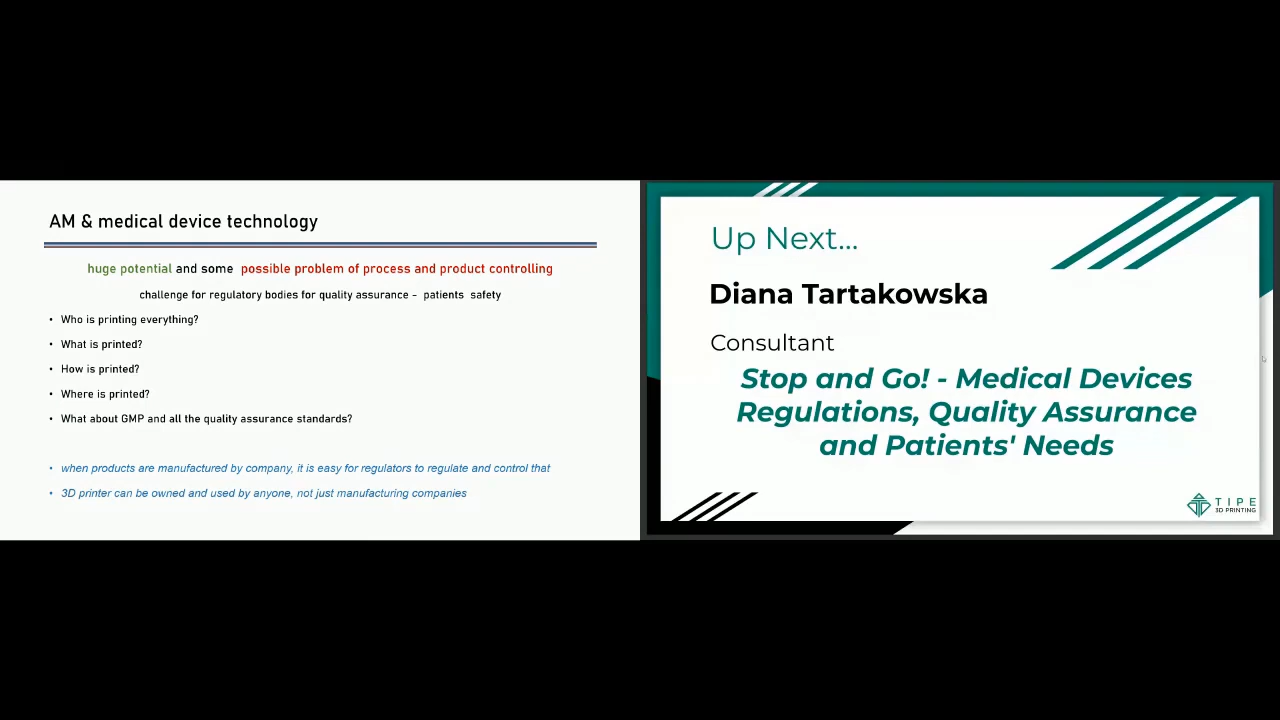 AM & medical device technology
huge potential and some possible problem of process and product controlling
challenge for regulatory bodies for quality assurance - patients safety
• Who is printing everything?
• What is printed?
• How is printed?
• Where is printed?
• What about GMP and all the quality assurance standards?
• when products are manufactured by company, it is easy for regulators to regulate and control that
• 3D printer can be owned and used by anyone, not just manufacturing companies
Up Next...
Diana Tartakowska
Consultant
Stop and Go! - Medical Devices
Regulations, Quality Assurance
and Patients' Needs
TIPE
3D PRINTING